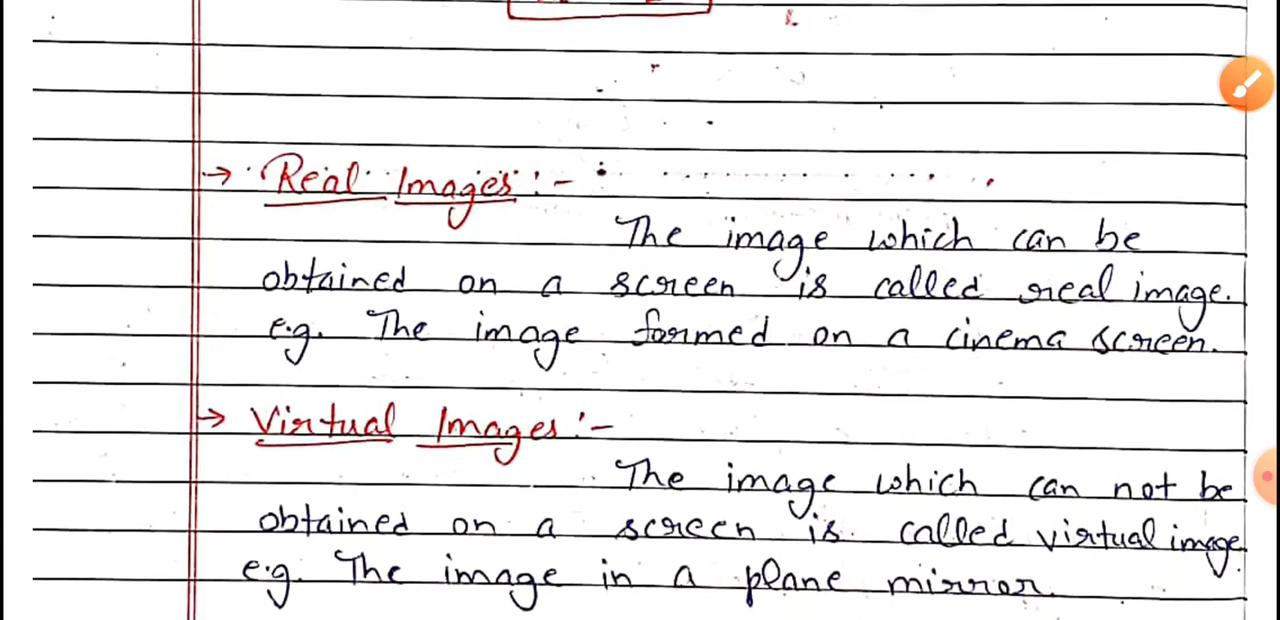 → Real Images :-
The image which can be
obtained on a screen is called real image.
e.g. The image formed on a cinema screen.
→ Virtual Images :-
The image which can not be
obtained on a screen is called virtual image.
e.g. The image in a plane mirror.